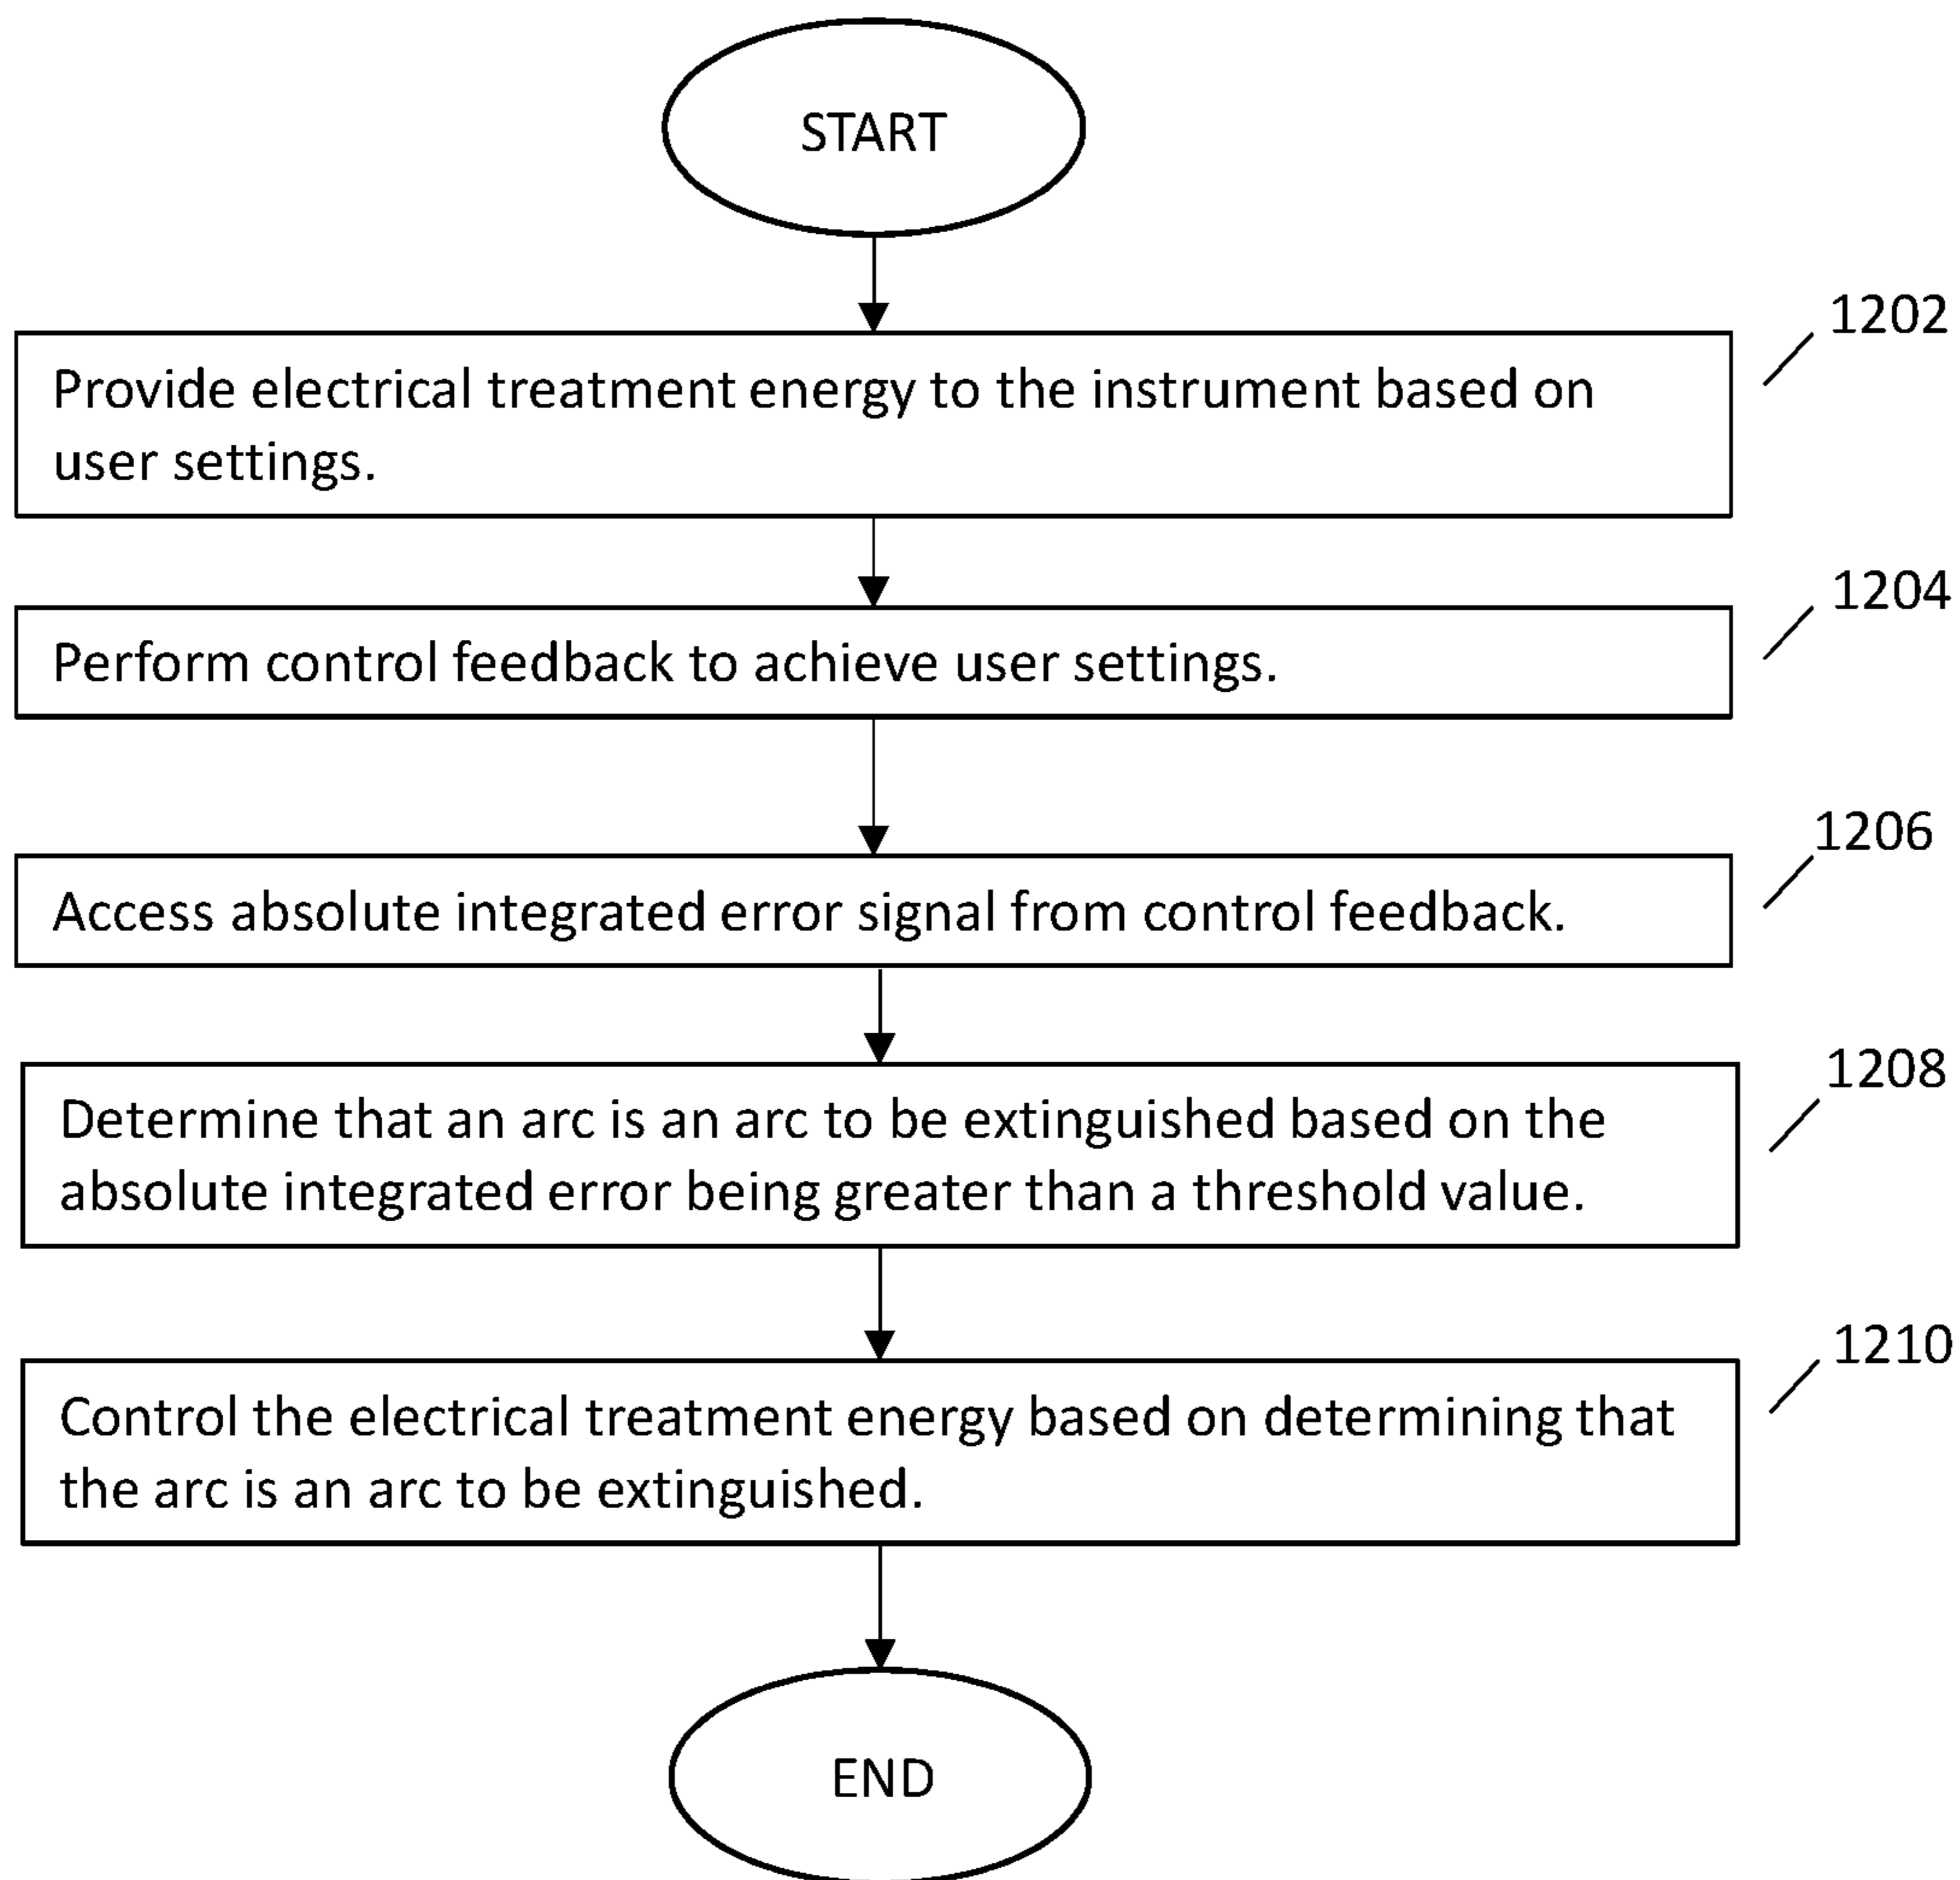 START
1202
Provide electrical treatment energy to the instrument based on
user settings.
1204
Perform control feedback to achieve user settings.
1206
Access absolute integrated error signal from control feedback.
1208
Determine that an arc is an arc to be extinguished based on the
absolute integrated error being greater than a threshold value.
1210
Control the electrical treatment energy based on determining that
the arc is an arc to be extinguished.
END